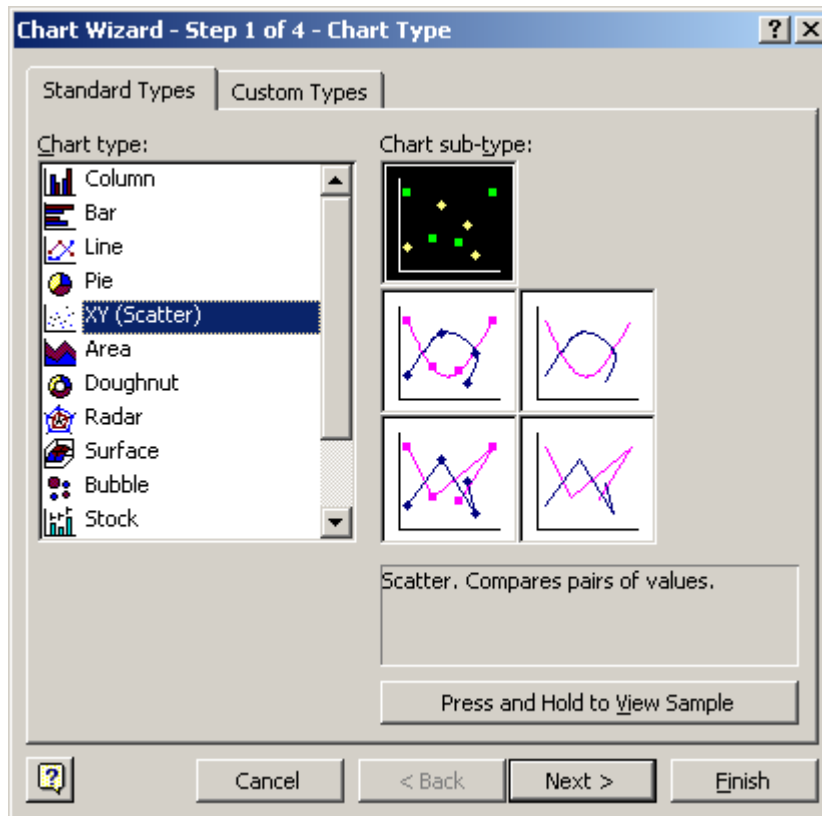 Chart Wizard - Step 1 of 4 - Chart Type
Standard Types
Custom Types
Chart type:
Column
Bar
Line
Pie
XY (Scatter)
Area
Doughnut
Radar
Surface
Bubble
Stock
Chart sub-type:
Scatter. Compares pairs of values.
Press and Hold to View Sample
Cancel
< Back
Next >
Finish